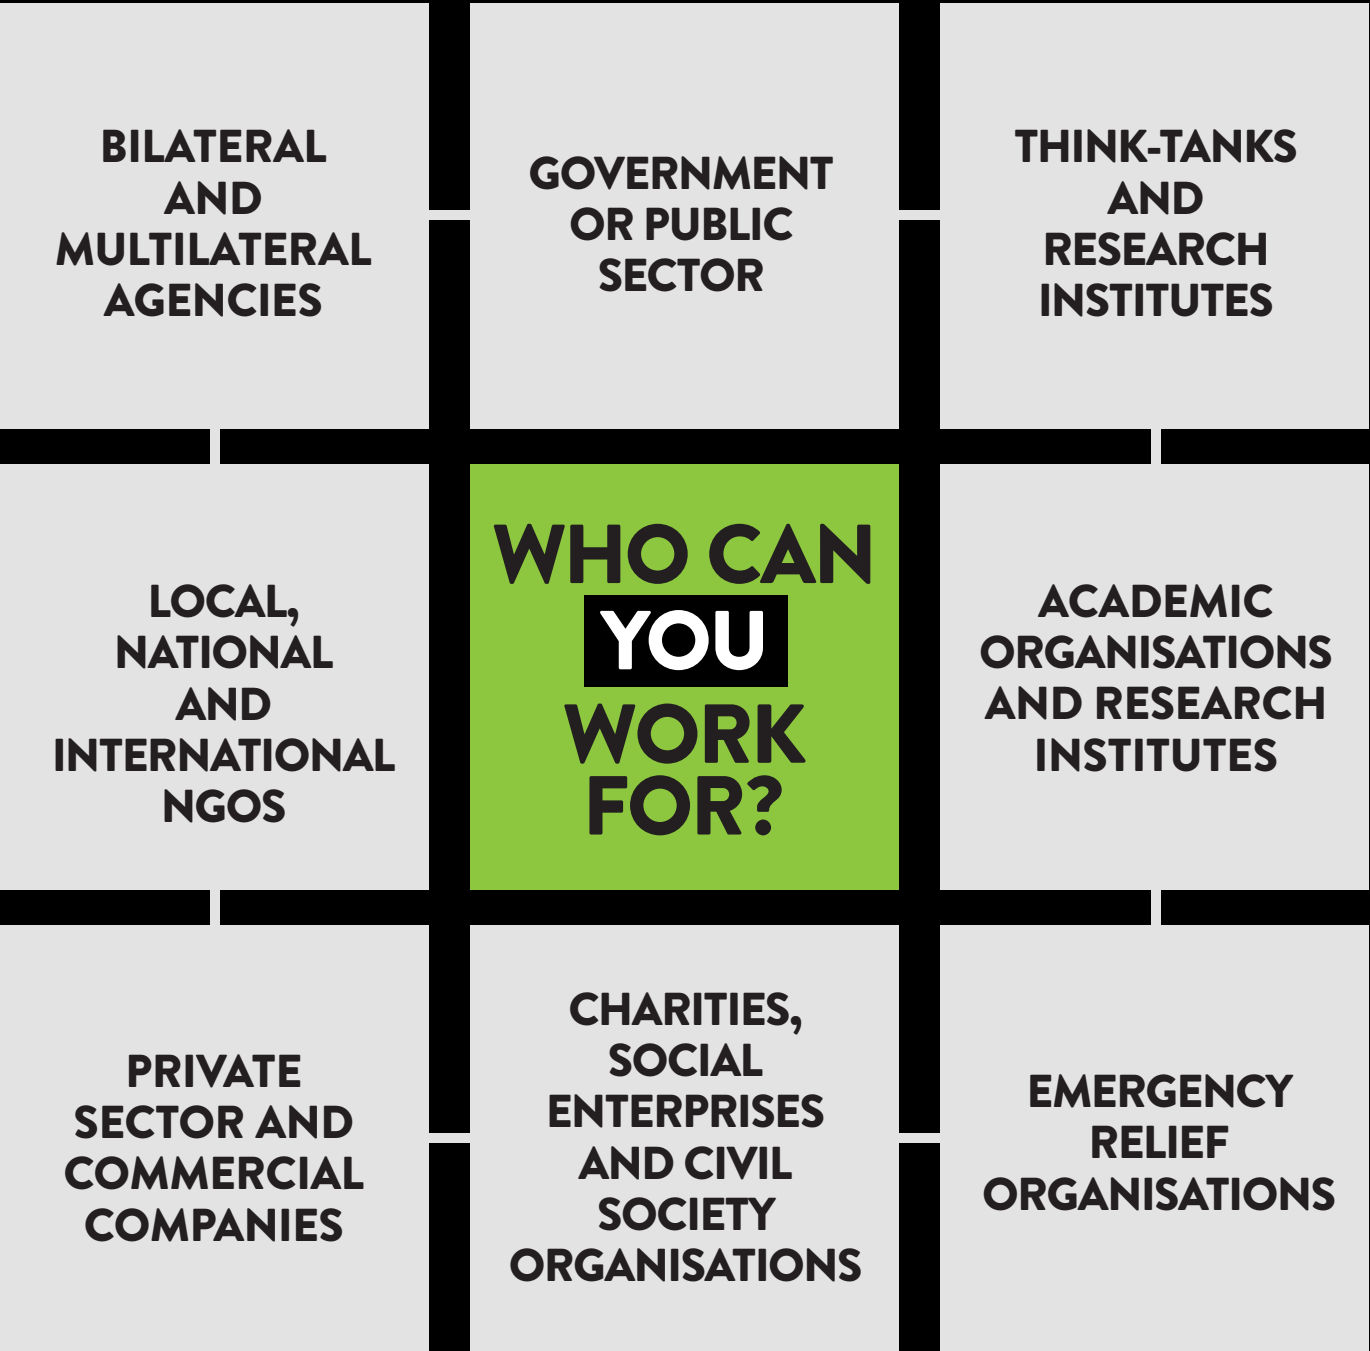 BILATERAL
AND
MULTILATERAL
AGENCIES
GOVERNMENT
OR PUBLIC
SECTOR
THINK-TANKS
AND
RESEARCH
INSTITUTES
LOCAL,
NATIONAL
AND
INTERNATIONAL
NGOS
WHO CAN
YOU
WORK
FOR?
ACADEMIC
ORGANISATIONS
AND RESEARCH
INSTITUTES
PRIVATE
SECTOR AND
COMMERCIAL
COMPANIES
CHARITIES,
SOCIAL
ENTERPRISES
AND CIVIL
SOCIETY
ORGANISATIONS
EMERGENCY
RELIEF
ORGANISATIONS